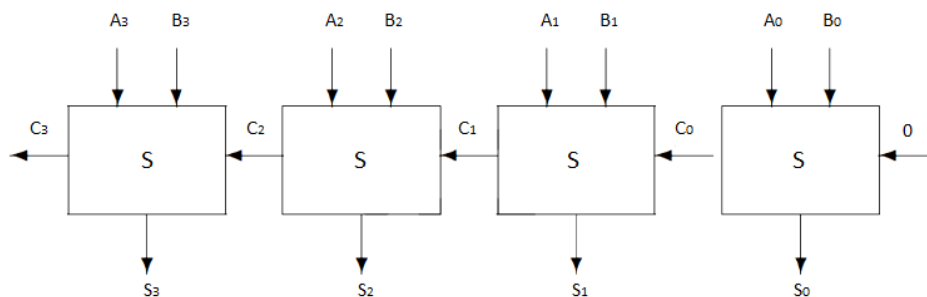 A3 B3 A2 B2 A1 B1 A0 B0
C3 C2 C1 C0 0
S S S S
S3 S2 S1 S0